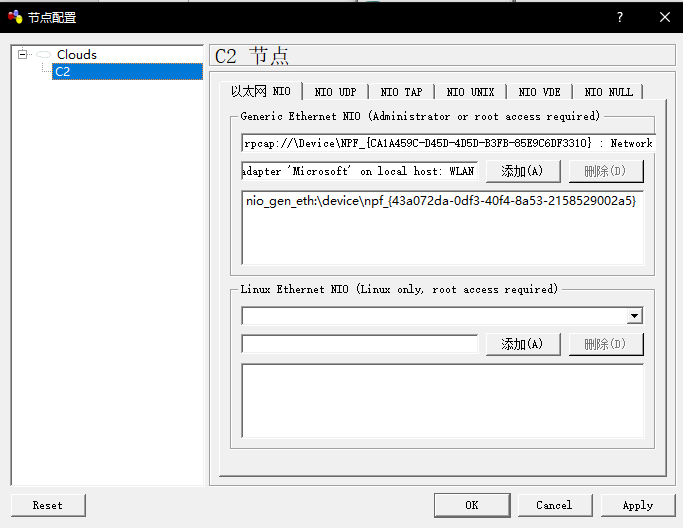 节点配置
Clouds
C2
C2 节点
以太网 NIO
NIO UDP
NIO TAP
NIO UNIX
NIO VDE
NIO NULL
Generic Ethernet NIO (Administrator or root access required)
rpcap://\Device\NPF_{CA1A459C-D45D-4D5D-B3FB-85E9C6DF3310} : Network
adapter 'Microsoft' on local host: WLAN
添加(A)
删除(D)
nio_gen_eth:\device\npf_{43a072da-0df3-40f4-8a53-2158529002a5}
Linux Ethernet NIO (Linux only, root access required)
添加(A)
删除(D)
Reset
OK
Cancel
Apply